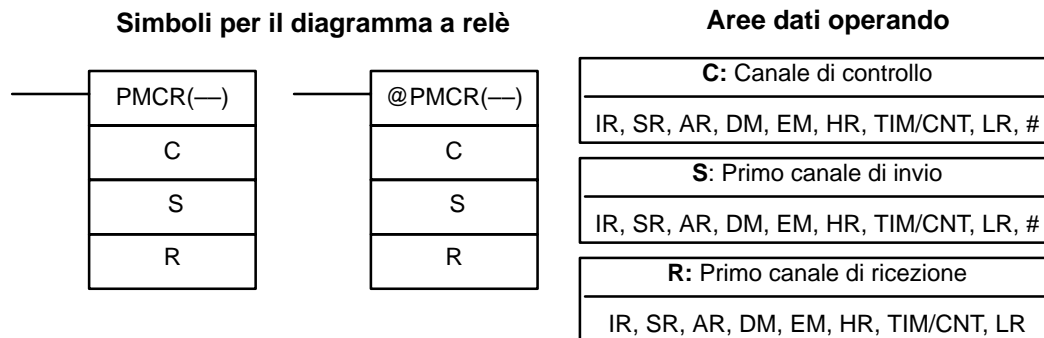 Simboli per il diagramma a relè
PMCR(––)
C
S
R
@PMCR(––)
C
S
R
Aree dati operando
C: Canale di controllo
IR, SR, AR, DM, EM, HR, TIM/CNT, LR, #
S: Primo canale di invio
IR, SR, AR, DM, EM, HR, TIM/CNT, LR, #
R: Primo canale di ricezione
IR, SR, AR, DM, EM, HR, TIM/CNT, LR